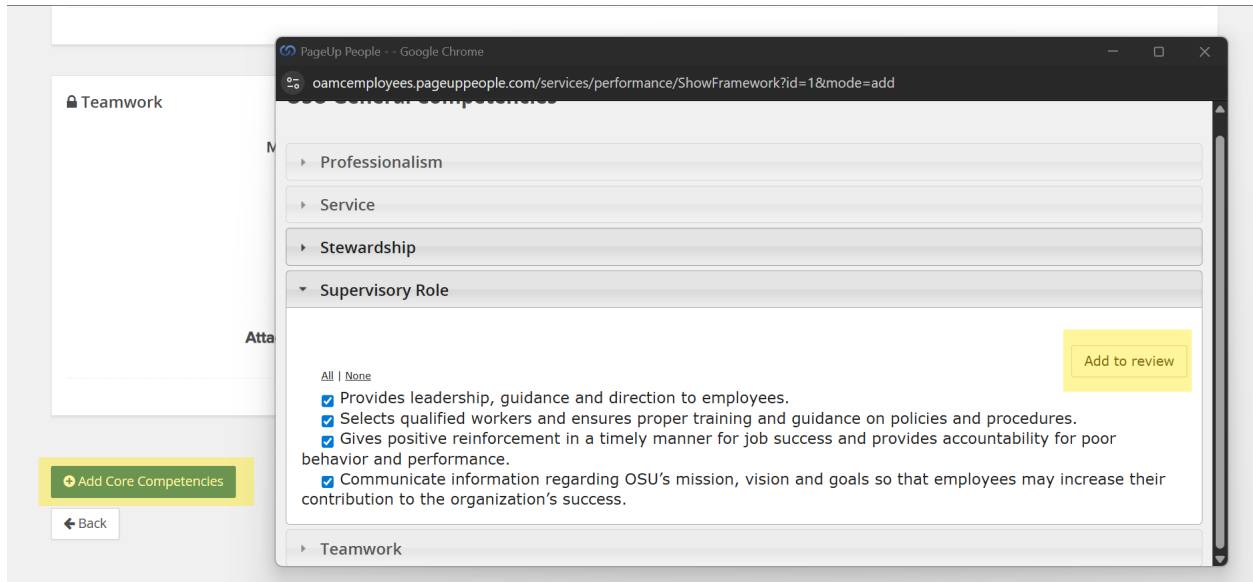 PageUp People - - Google Chrome
oamcemployees.pageuppeople.com/services/performance/ShowFramework?id=1&mode=add
Teamwork
OSU General competencies
M
Professionalism
Service
Stewardship
Supervisory Role
Atta
Add to review
All | None
Provides leadership, guidance and direction to employees.
Selects qualified workers and ensures proper training and guidance on policies and procedures.
Gives positive reinforcement in a timely manner for job success and provides accountability for poor
behavior and performance.
Communicate information regarding OSU’s mission, vision and goals so that employees may increase their
contribution to the organization’s success.
Add Core Competencies
Back
Teamwork